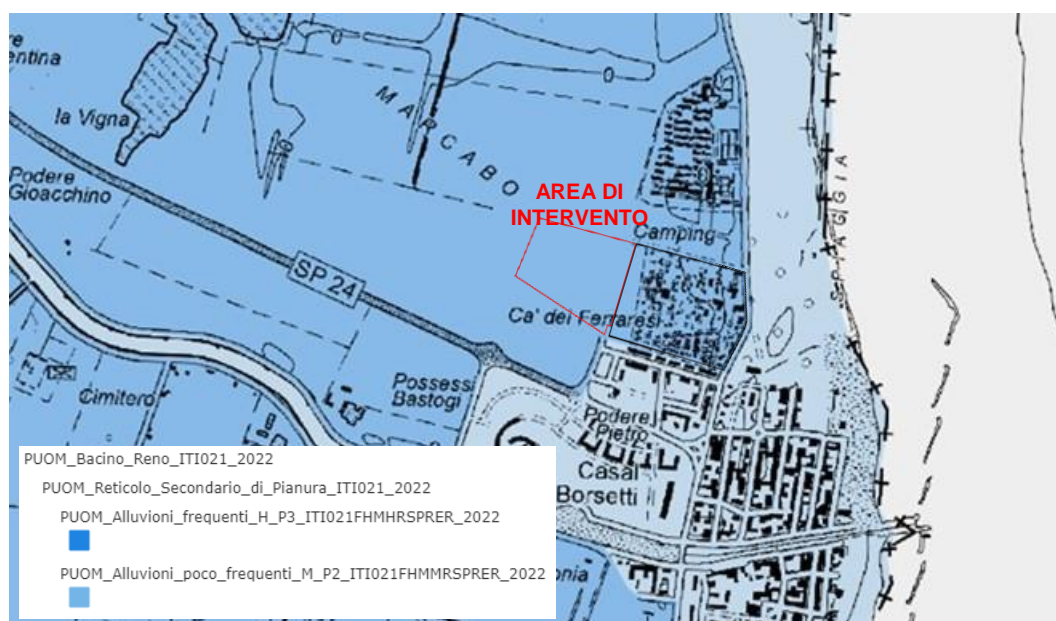 entina
la Vigna
MARCABO
Podere
Gioacchino
AREA DI
INTERVENTO
Camping
SPIAGGIA
SP 24
Ca' dei Ferraresi
Possessi
Bastogi
Cimitero
Podere
Pietro
Casal
Borsetti
onia
PUOM_Bacino_Reno_ITI021_2022
PUOM_Reticolo_Secondario_di_Pianura_ITI021_2022
PUOM_Alluvioni_frequenti_H_P3_ITI021FHMHRSPRER_2022
PUOM_Alluvioni_poco_frequenti_M_P2_ITI021FHMMRSPRER_2022